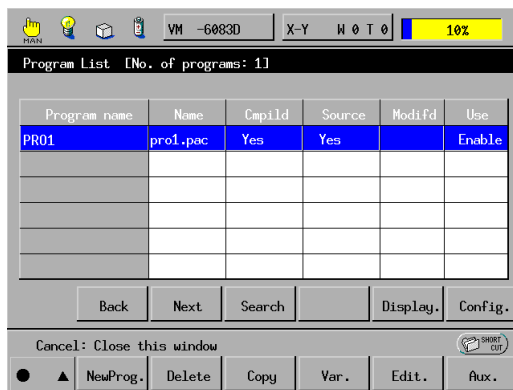 MAN VM -6083D X-Y W 0 T 0 10%
Program List [No. of programs: 1]
Program name Name Cmpild Source Modifd Use
PRO1 pro1.pac Yes Yes Enable
Back Next Search Display. Config.
Cancel: Close this window SHORT CUT
NewProg. Delete Copy Var. Edit. Aux.